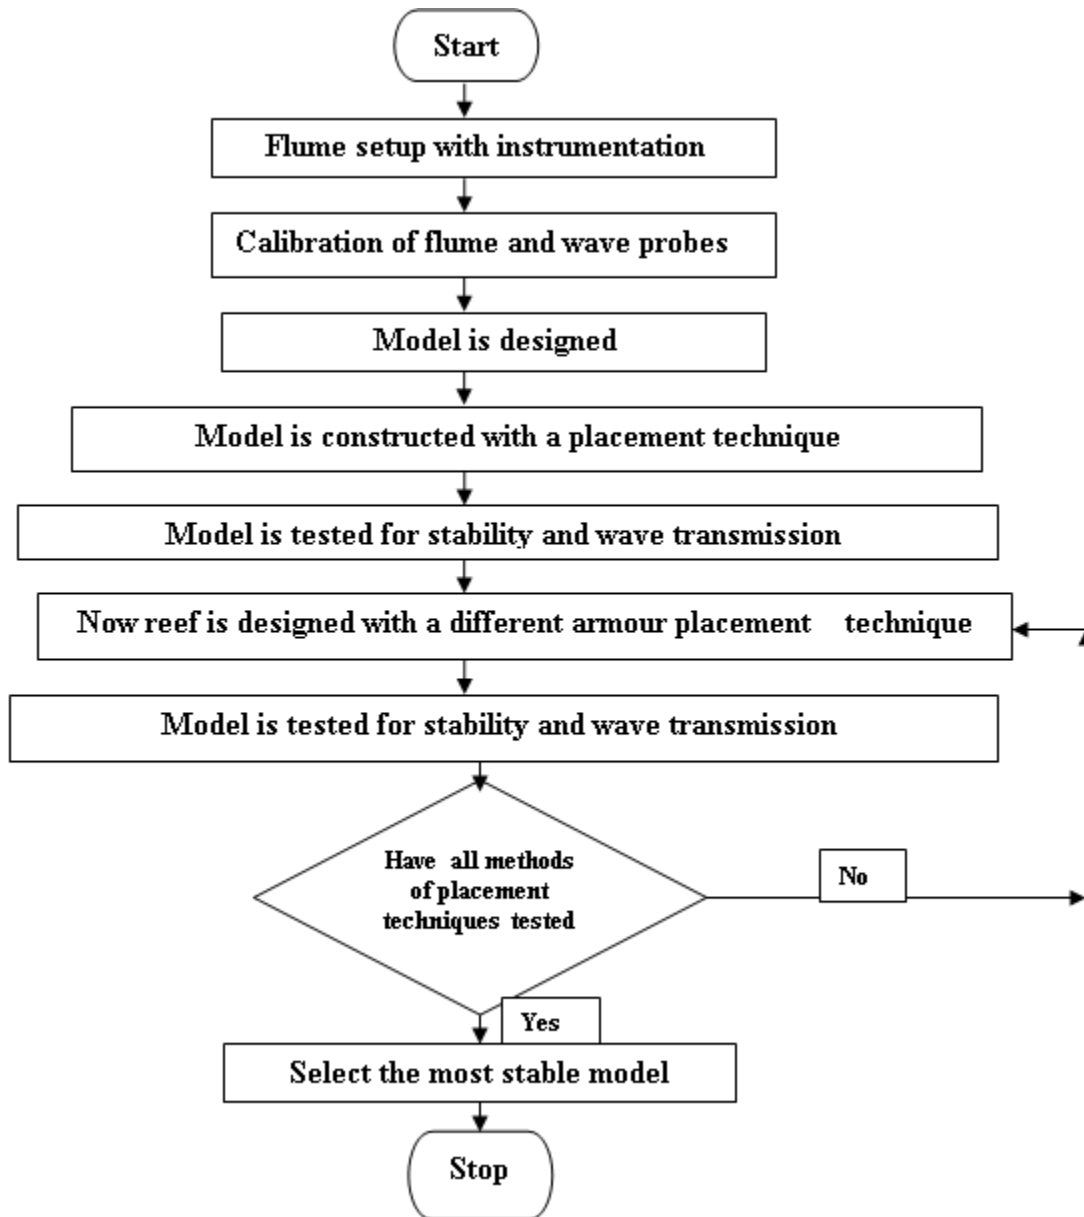 Start
Flume setup with instrumentation
Calibration of flume and wave probes
Model is designed
Model is constructed with a placement technique
Model is tested for stability and wave transmission
Now reef is designed with a different armour placement technique
Model is tested for stability and wave transmission
Have all methods
of placement
techniques tested
No
Yes
Select the most stable model
Stop